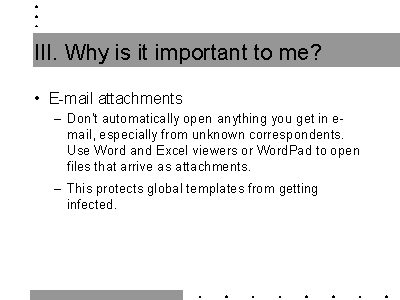 III. Why is it important to me?
• E-mail attachments
– Don't automatically open anything you get in e-
mail, especially from unknown correspondents.
Use Word and Excel viewers or WordPad to open
files that arrive as attachments.
– This protects global templates from getting
infected.